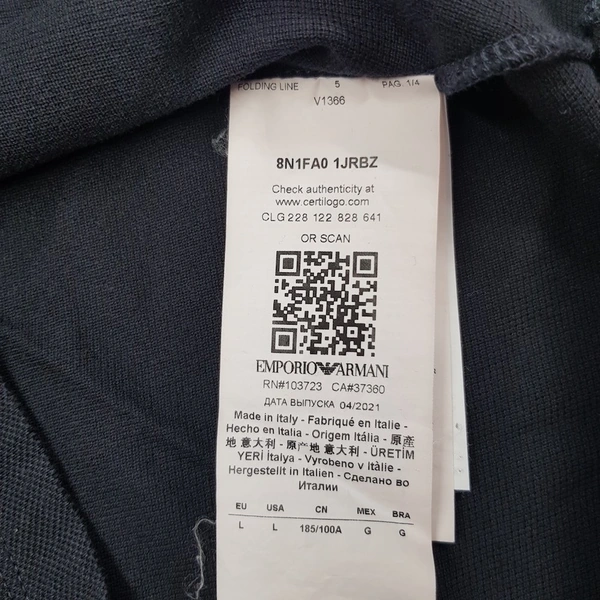 FOLDING LINE 5 PAG. 1/4
V1366
8N1FA0 1JRBZ
Check authenticity at
www.certilogo.com
CLG 228 122 828 641
OR SCAN
EMPORIO ARMANI
RN#103723 CA#37360
ДАТА ВЫПУСКА 04/2021
Made in Italy - Fabriqué en Italie -
Hecho en Italia - Origem Itália - 原産
地 意大利 - 原产地 意大利 - ÜRETİM
YERİ İtalya - Vyrobeno v Itàlie -
Hergestellt in Italien - Сделано во
Италии
EU USA CN MEX BRA
L L 185/100A G G